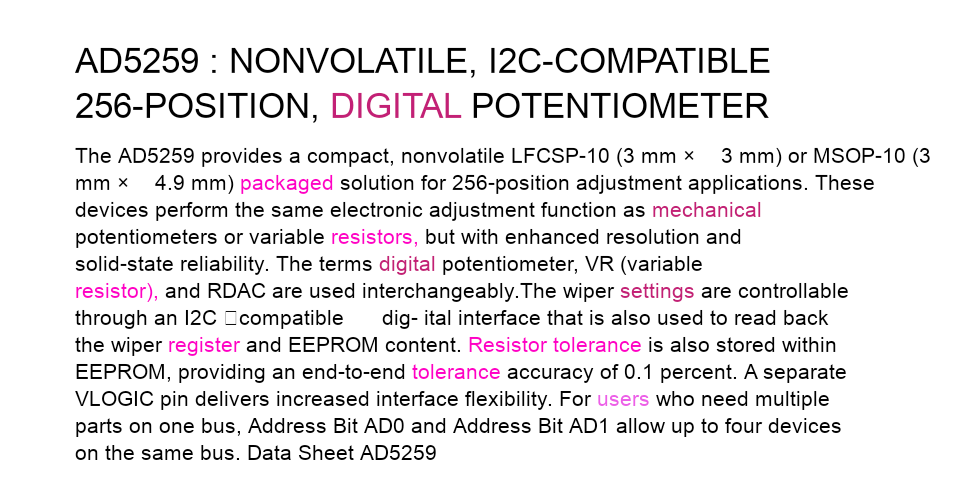 AD5259 : NONVOLATILE, I2C-COMPATIBLE
256-POSITION, DIGITAL POTENTIOMETER
The AD5259 provides a compact, nonvolatile LFCSP-10 (3 mm × 3 mm) or MSOP-10 (3
mm × 4.9 mm) packaged solution for 256-position adjustment applications. These
devices perform the same electronic adjustment function as mechanical
potentiometers or variable resistors, but with enhanced resolution and
solid-state reliability. The terms digital potentiometer, VR (variable
resistor), and RDAC are used interchangeably.The wiper settings are controllable
through an I2C □compatible dig- ital interface that is also used to read back
the wiper register and EEPROM content. Resistor tolerance is also stored within
EEPROM, providing an end-to-end tolerance accuracy of 0.1 percent. A separate
VLOGIC pin delivers increased interface flexibility. For users who need multiple
parts on one bus, Address Bit AD0 and Address Bit AD1 allow up to four devices
on the same bus. Data Sheet AD5259